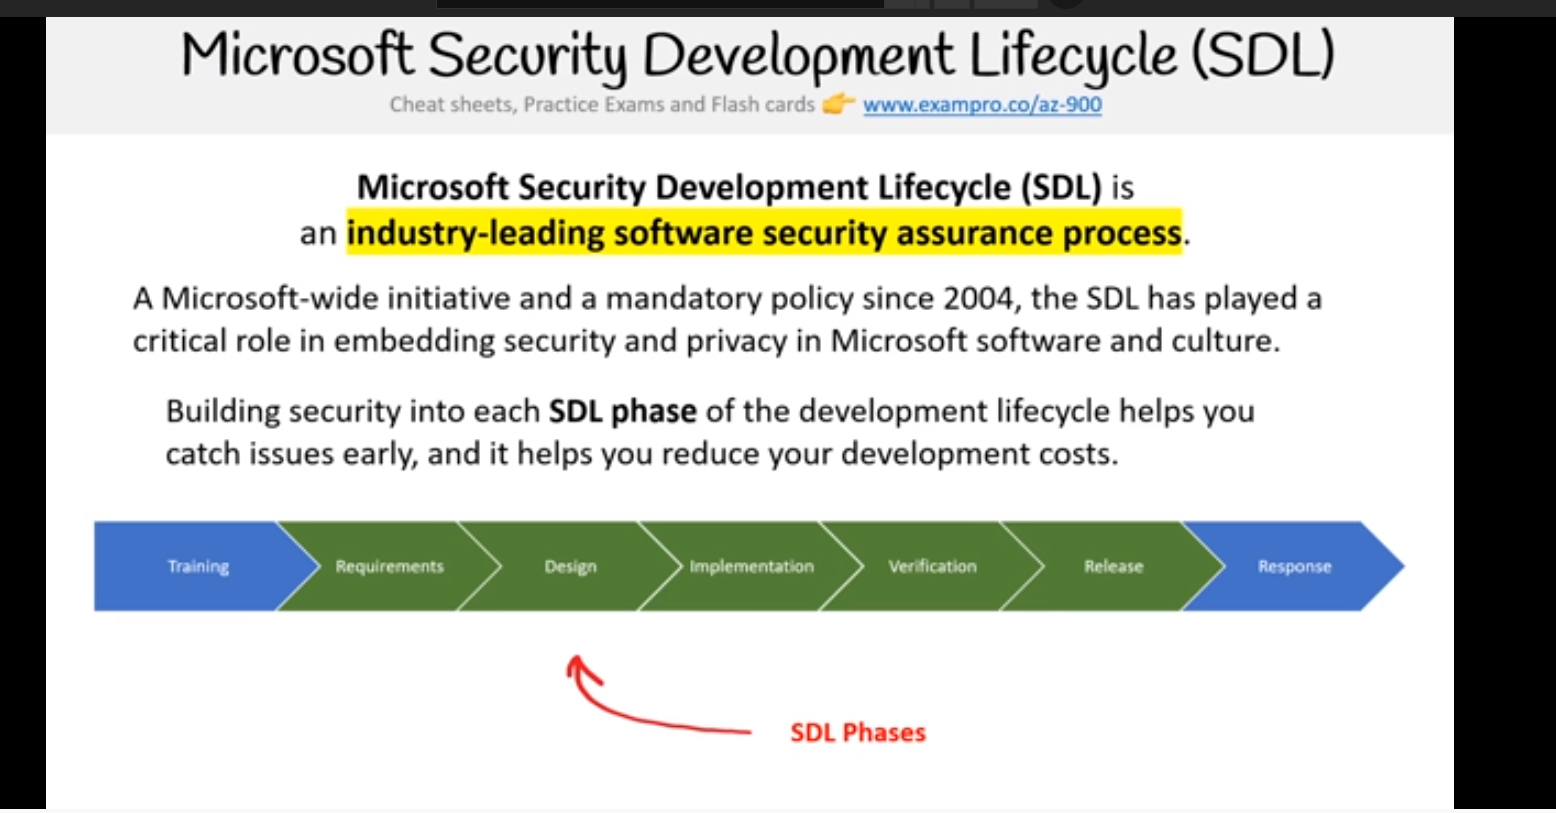 Microsoft Security Development Lifecycle (SDL)
Cheat sheets, Practice Exams and Flash cards 👉 www.exampro.co/az-900
Microsoft Security Development Lifecycle (SDL) is
an industry-leading software security assurance process.
A Microsoft-wide initiative and a mandatory policy since 2004, the SDL has played a
critical role in embedding security and privacy in Microsoft software and culture.
Building security into each SDL phase of the development lifecycle helps you
catch issues early, and it helps you reduce your development costs.
Training Requirements Design Implementation Verification Release Response
SDL Phases